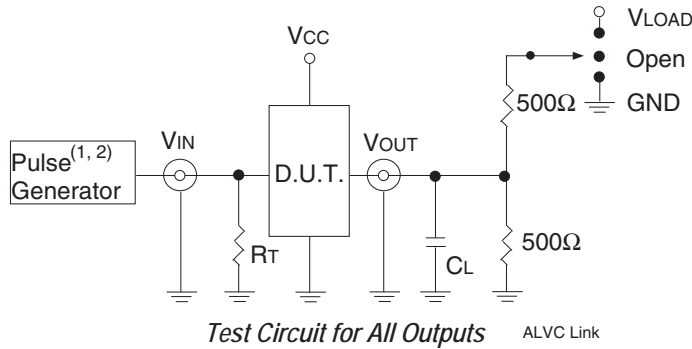 VLOAD
VCC
Open
500Ω
GND
VIN
VOUT
Pulse(1, 2)
Generator
D.U.T.
RT
CL
500Ω
Test Circuit for All Outputs
ALVC Link